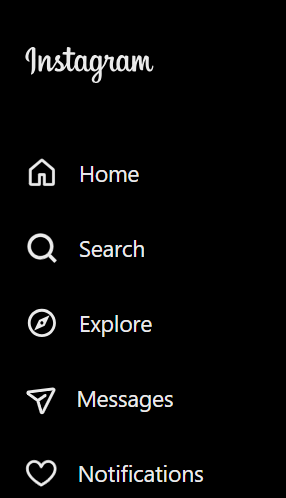 Instagram
Home
Search
Explore
Messages
Notifications